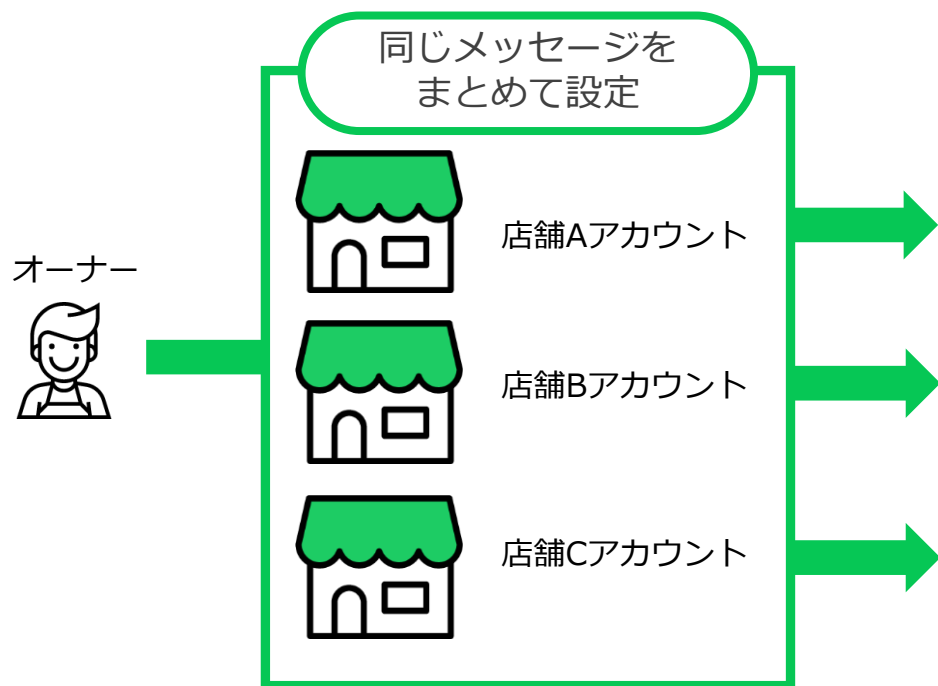 同じメッセージを
まとめて設定
オーナー
店舗Aアカウント
店舗Bアカウント
店舗Cアカウント